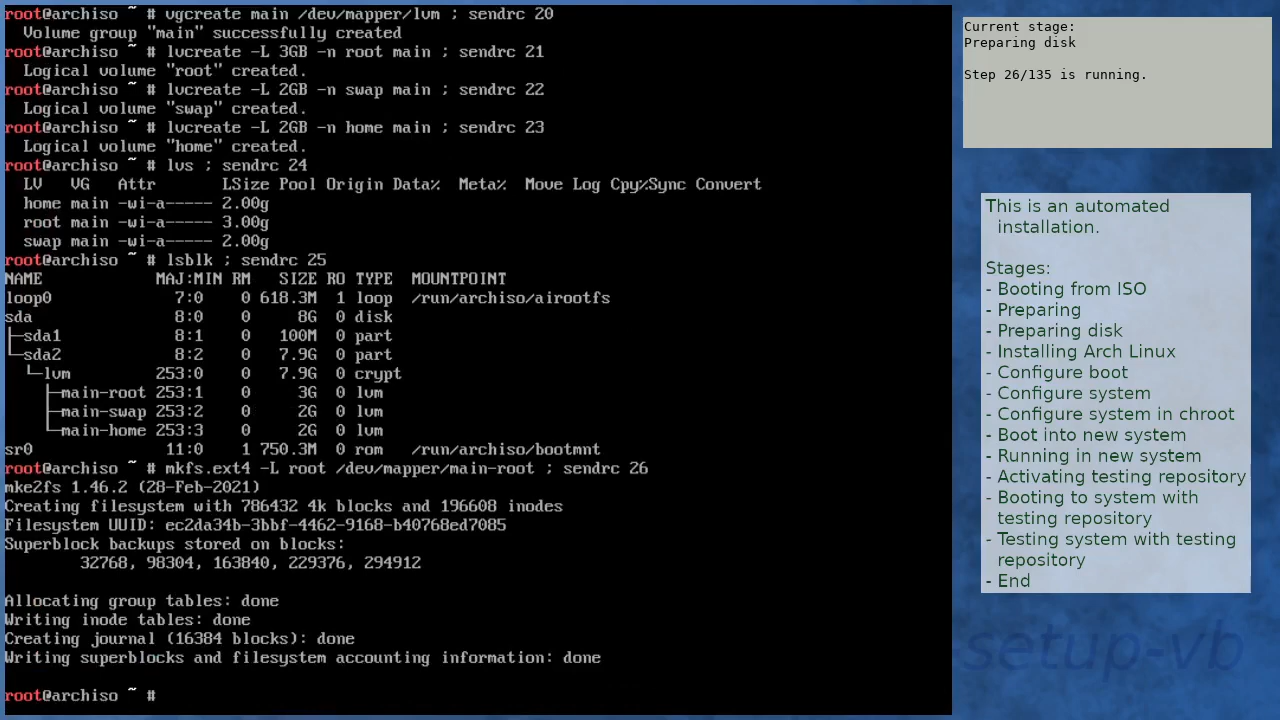 root@archiso ~ # vgcreate main /dev/mapper/lvm ; sendrc 20
  Volume group "main" successfully created
root@archiso ~ # lvcreate -L 3GB -n root main ; sendrc 21
  Logical volume "root" created.
root@archiso ~ # lvcreate -L 2GB -n swap main ; sendrc 22
  Logical volume "swap" created.
root@archiso ~ # lvcreate -L 2GB -n home main ; sendrc 23
  Logical volume "home" created.
root@archiso ~ # lvs ; sendrc 24
  LV   VG   Attr       LSize Pool Origin Data%  Meta%  Move Log Cpy%Sync Convert
  home main -wi-a----- 2.00g
  root main -wi-a----- 3.00g
  swap main -wi-a----- 2.00g
root@archiso ~ # lsblk ; sendrc 25
NAME            MAJ:MIN RM   SIZE RO TYPE  MOUNTPOINT
loop0             7:0    0 618.3M  1 loop  /run/archiso/airootfs
sda               8:0    0     8G  0 disk
├─sda1            8:1    0   100M  0 part
└─sda2            8:2    0   7.9G  0 part
  └─lvm         253:0    0   7.9G  0 crypt
    ├─main-root 253:1    0     3G  0 lvm
    ├─main-swap 253:2    0     2G  0 lvm
    └─main-home 253:3    0     2G  0 lvm
sr0              11:0    1 750.3M  0 rom   /run/archiso/bootmnt
root@archiso ~ # mkfs.ext4 -L root /dev/mapper/main-root ; sendrc 26
mke2fs 1.46.2 (28-Feb-2021)
Creating filesystem with 786432 4k blocks and 196608 inodes
Filesystem UUID: ec2da34b-3bbf-4462-9168-b40768ed7085
Superblock backups stored on blocks:
        32768, 98304, 163840, 229376, 294912

Allocating group tables: done
Writing inode tables: done
Creating journal (16384 blocks): done
Writing superblocks and filesystem accounting information: done

root@archiso ~ #
Current stage:
Preparing disk

Step 26/135 is running.
This is an automated
installation.

Stages:
- Booting from ISO
- Preparing
- Preparing disk
- Installing Arch Linux
- Configure boot
- Configure system
- Configure system in chroot
- Boot into new system
- Running in new system
- Activating testing repository
- Booting to system with
testing repository
- Testing system with testing
repository
- End
setup-vb